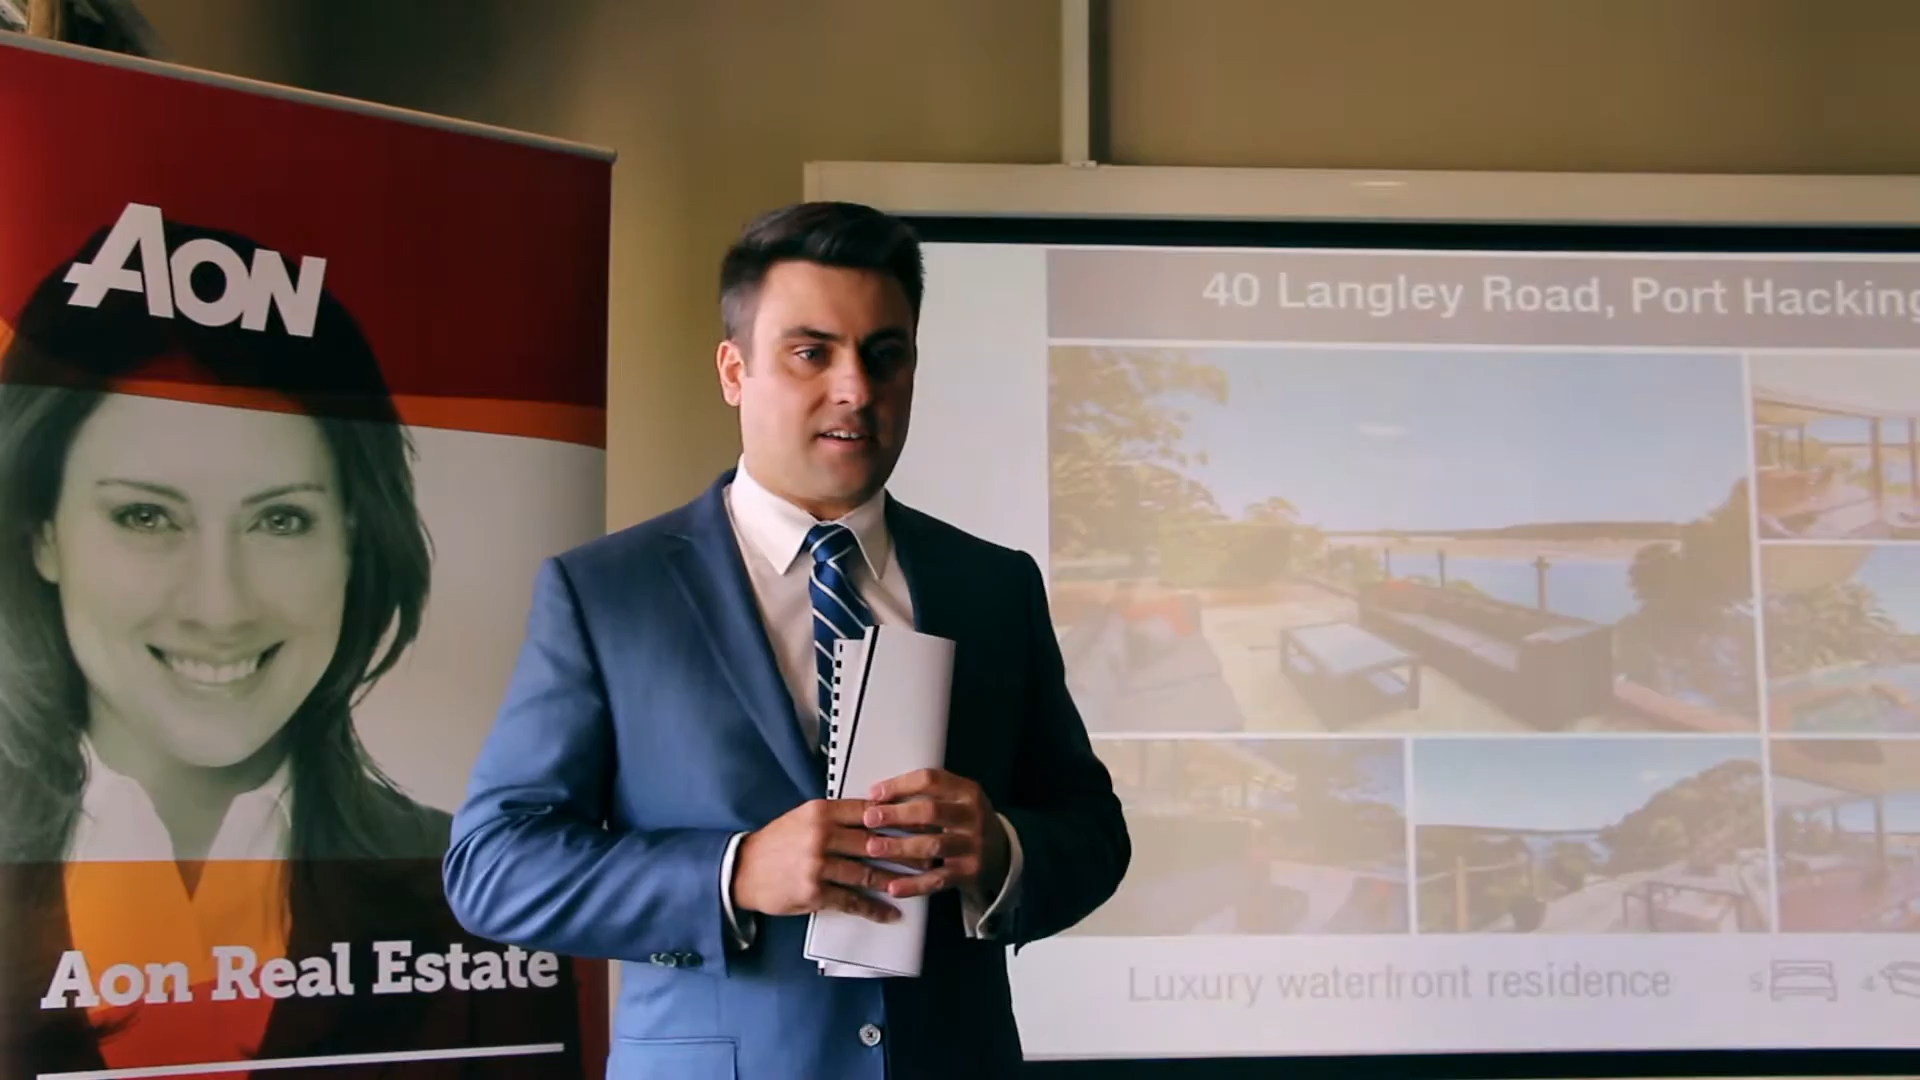 AON
Aon Real Estate
40 Langley Road, Port Hacking
Luxury waterfront residence
5 4